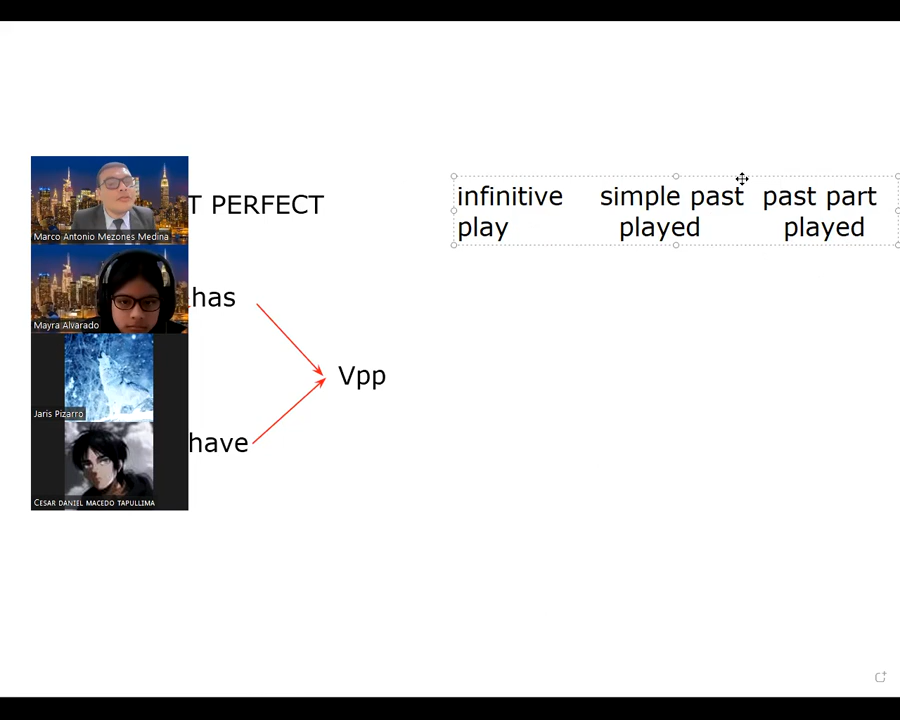 T PERFECT
infinitive simple past past part
play played played
has
Vpp
have
Marco Antonio Mezones Medina
Mayra Alvarado
Jaris Pizarro
CESAR DANIEL MACEDO TAPULLIMA